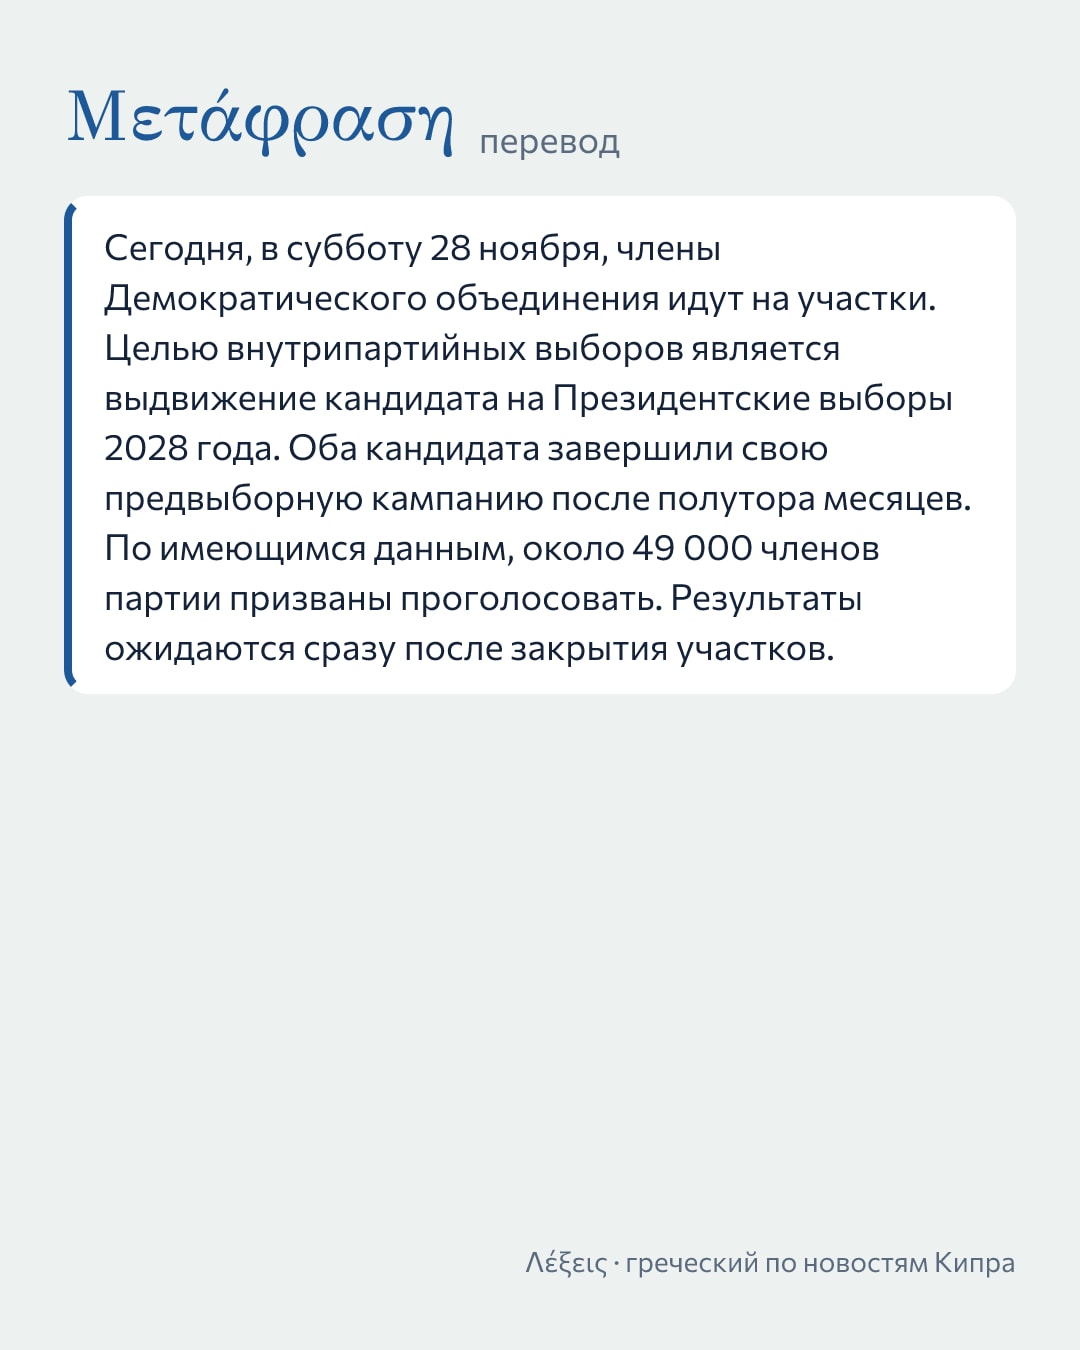 Μετάφραση перевод
Сегодня, в субботу 28 ноября, члены
Демократического объединения идут на участки.
Целью внутрипартийных выборов является
выдвижение кандидата на Президентские выборы
2028 года. Оба кандидата завершили свою
предвыборную кампанию после полутора месяцев.
По имеющимся данным, около 49 000 членов
партии призваны проголосовать. Результаты
ожидаются сразу после закрытия участков.
Λέξεις · греческий по новостям Кипра